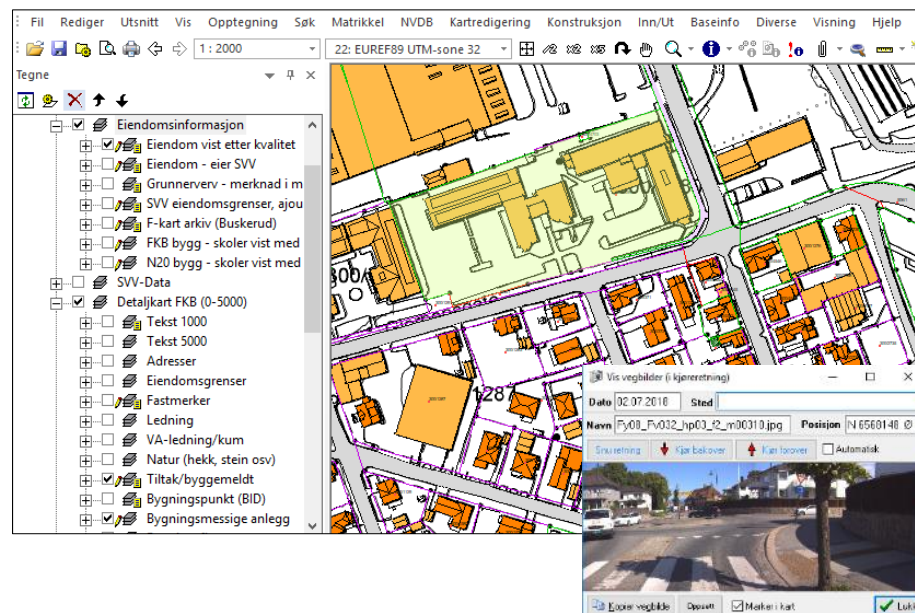 Fil Rediger Utsnitt Vis Opptegning Søk Matrikkel NVDB Kartredigering Konstruksjon Inn/Ut Baseinfo Diverse Visning Hjelp
1 : 2000 22: EUREF89 UTM-sone 32
Tegne
Eiendomsinformasjon
Eiendom vist etter kvalitet
Eiendom - eier SVV
Grunnerverv - merknad i m
SVV eiendomsgrenser, ajou
F-kart arkiv (Buskerud)
FKB bygg - skoler vist med
N20 bygg - skoler vist med
SVV-Data
Detaljkart FKB (0-5000)
Tekst 1000
Tekst 5000
Adresser
Eiendomsgrenser
Fastmerker
Ledning
VA-ledning/kum
Natur (hekk, stein osv)
Tiltak/byggemeldt
Bygningspunkt (BID)
Bygningsmessige anlegg
1287
Vis vegbilder (i kjøreretning)
Dato 02.07.2018 Sted
Navn Fy08_Fv032_hp03_f2_m00310.jpg Posisjon N 6568148 Ø
Snu retning Kjør bakover Kjør forover Automatisk
Kopier vegbilde Oppsett Marker i kart Lukk